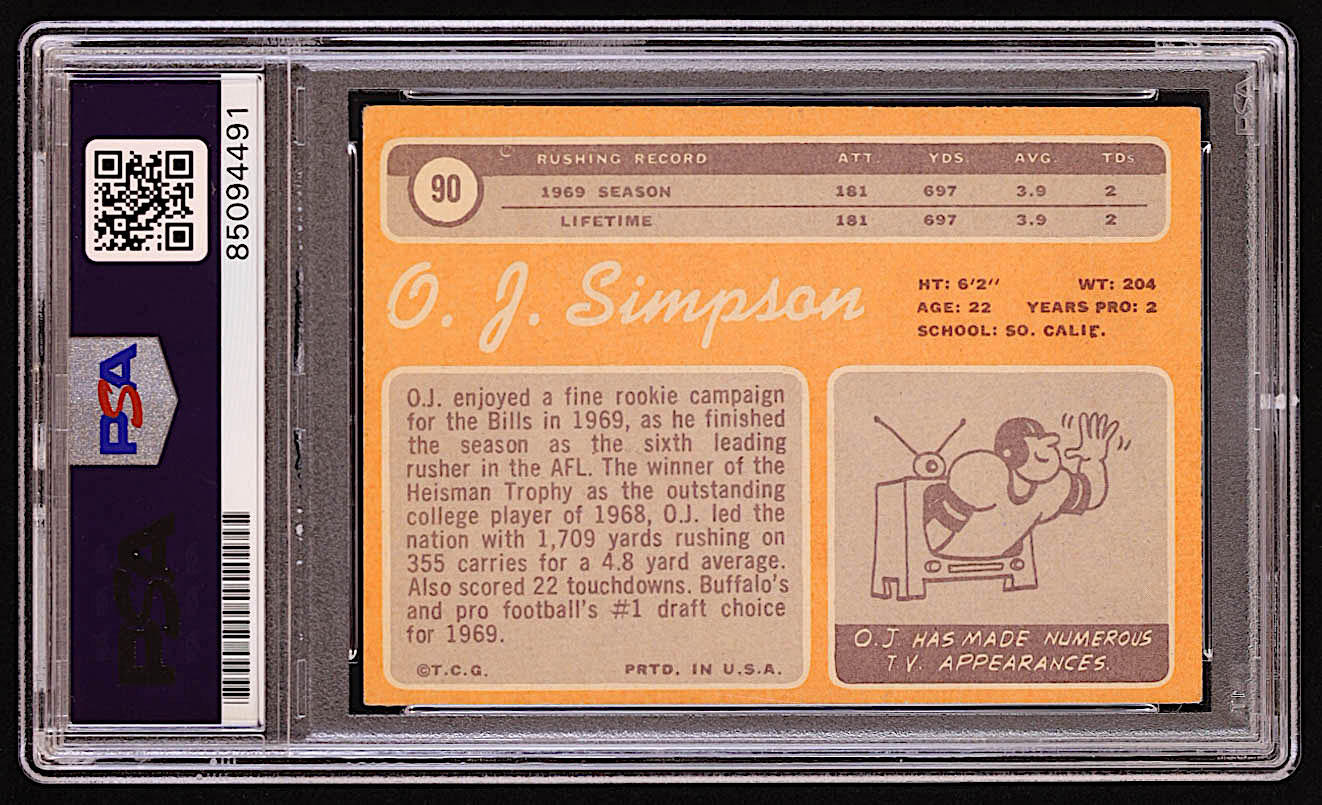 85094491
PSA
PSA
PSA
90
RUSHING RECORD ATT. YDS. AVG. TDs
1969 SEASON 181 697 3.9 2
LIFETIME 181 697 3.9 2
O. J. Simpson
HT: 6'2" WT: 204
AGE: 22 YEARS PRO: 2
SCHOOL: SO. CALIF.
O.J. enjoyed a fine rookie campaign
for the Bills in 1969, as he finished
the season as the sixth leading
rusher in the AFL. The winner of the
Heisman Trophy as the outstanding
college player of 1968, O.J. led the
nation with 1,709 yards rushing on
355 carries for a 4.8 yard average.
Also scored 22 touchdowns. Buffalo's
and pro football's #1 draft choice
for 1969.
©T.C.G. PRTD. IN U.S.A.
O.J HAS MADE NUMEROUS
T.V. APPEARANCES.